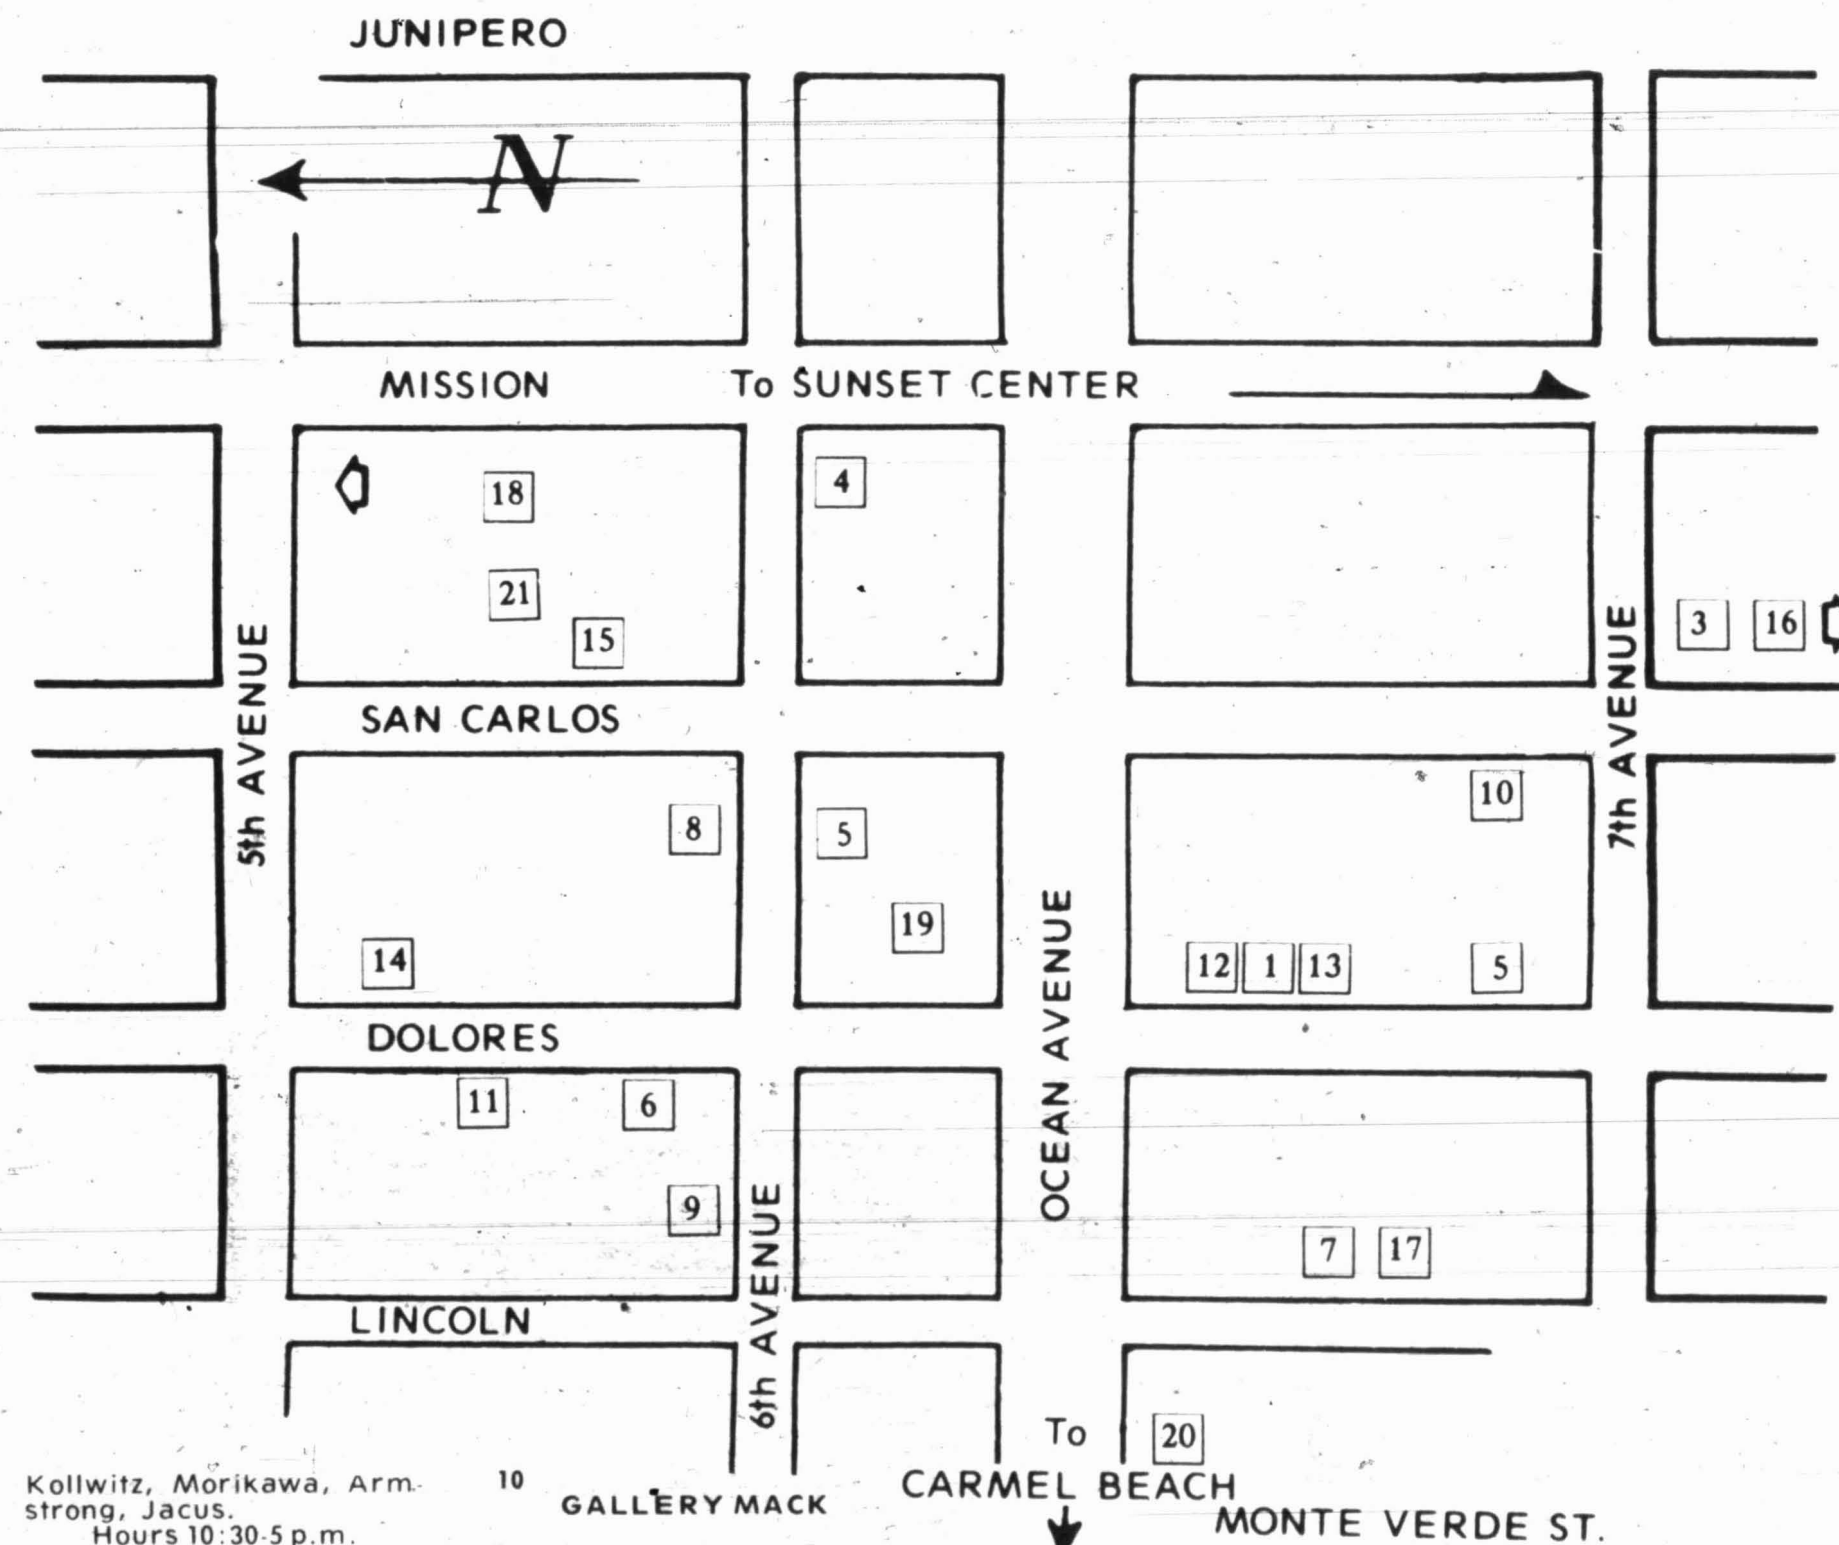 JUNIPERO
N
MISSION To SUNSET CENTER
18
4
21
15
3 16
5th AVENUE
7th AVENUE
SAN CARLOS
10
8
5
19
14
12 1 13 5
OCEAN AVENUE
DOLORES
11
6
9
6th AVENUE
7 17
LINCOLN
To
20
CARMEL BEACH
MONTE VERDE ST.
Kollwitz, Morikawa, Arm-
strong, Jacus.
Hours 10:30-5 p.m.
10
GALLERY MACK